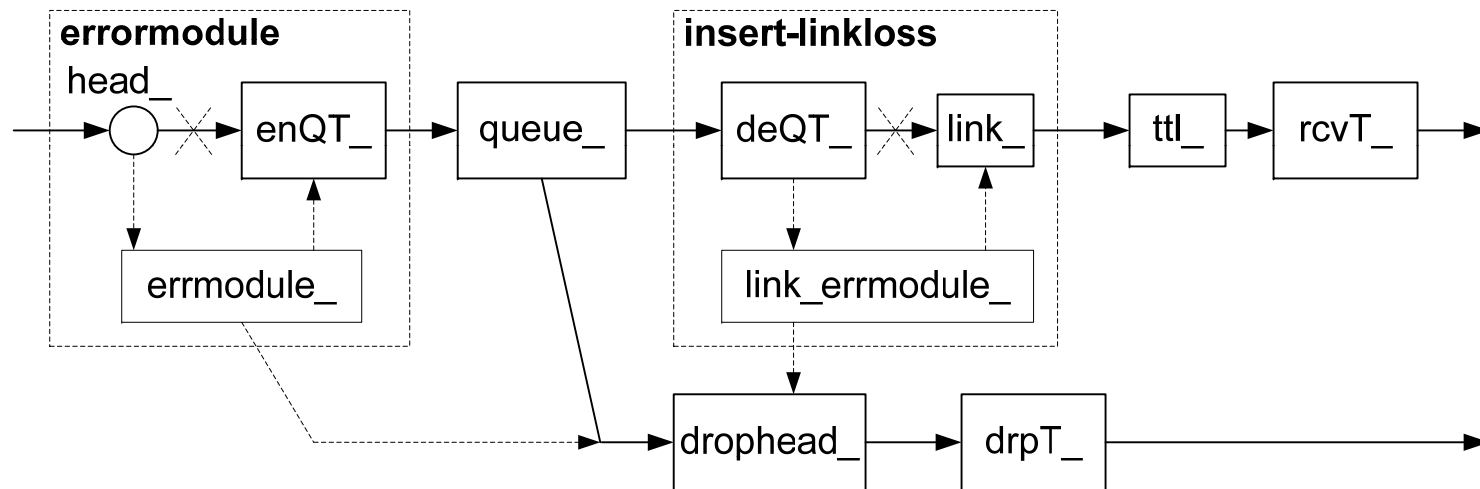 errormodule
insert-linkloss
head_
enQT_
queue_
deQT_
link_
ttl_
rcvT_
errmodule_
link_errmodule_
drophead_
drpT_